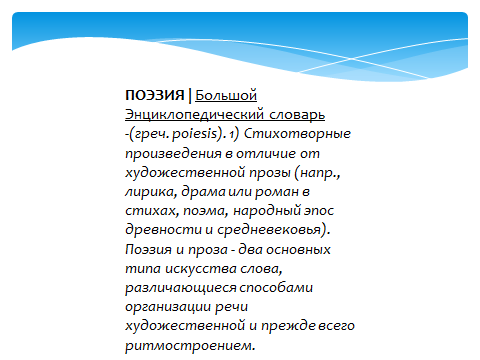 ПОЭЗИЯ | Большой
Энциклопедический словарь
-(греч. poiesis). 1) Стихотворные
произведения в отличие от
художественной прозы (напр.,
лирика, драма или роман в
стихах, поэма, народный эпос
древности и средневековья).
Поэзия и проза - два основных
типа искусства слова,
различающиеся способами
организации речи
художественной и прежде всего
ритмостроением.